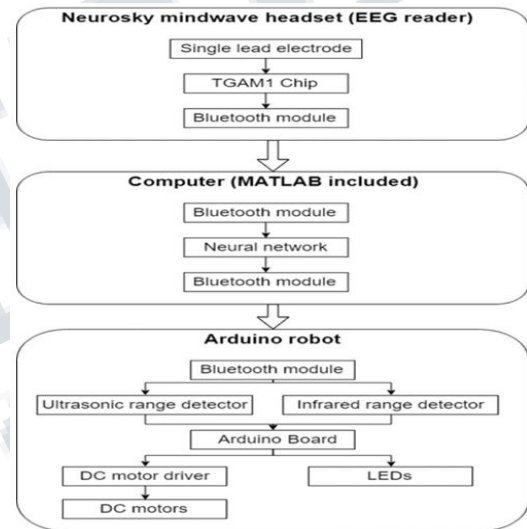 Neurosky mindwave headset (EEG reader)
Single lead electrode
TGAM1 Chip
Bluetooth module
Computer (MATLAB included)
Bluetooth module
Neural network
Bluetooth module
Arduino robot
Bluetooth module
Ultrasonic range detector
Infrared range detector
Arduino Board
DC motor driver
LEDs
DC motors